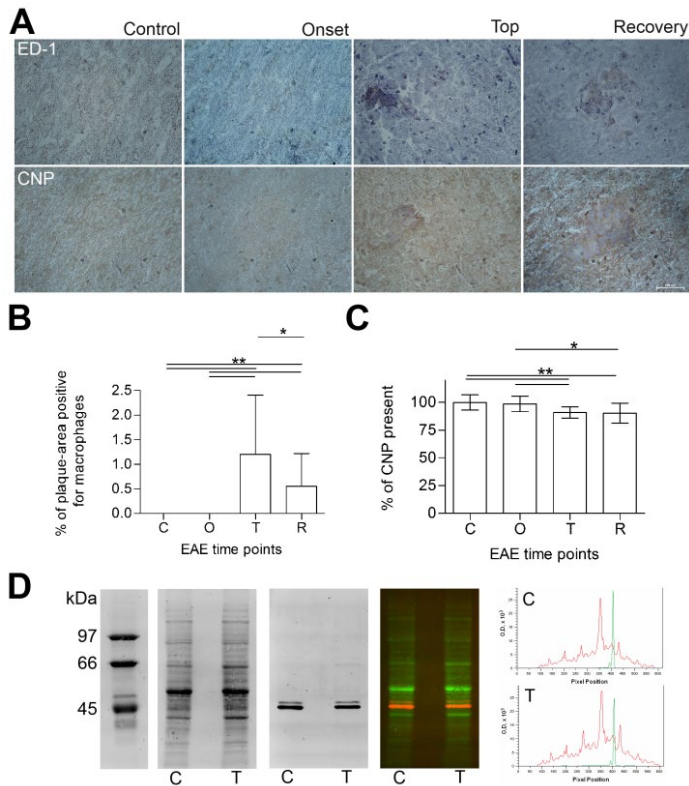 A
Control
Onset
Top
Recovery
ED-1
CNP
B
% of plaque-area positive
for macrophages
2.5
2.0
1.5
1.0
0.5
0.0
*
**
C
O
T
R
EAE time points
C
% of CNP present
100
75
50
25
0
*
**
C
O
T
R
EAE time points
D
kDa
97
66
45
C
T
C
T
C
T
C
O.D. x 10³
Pixel Position
T
O.D. x 10³
Pixel Position